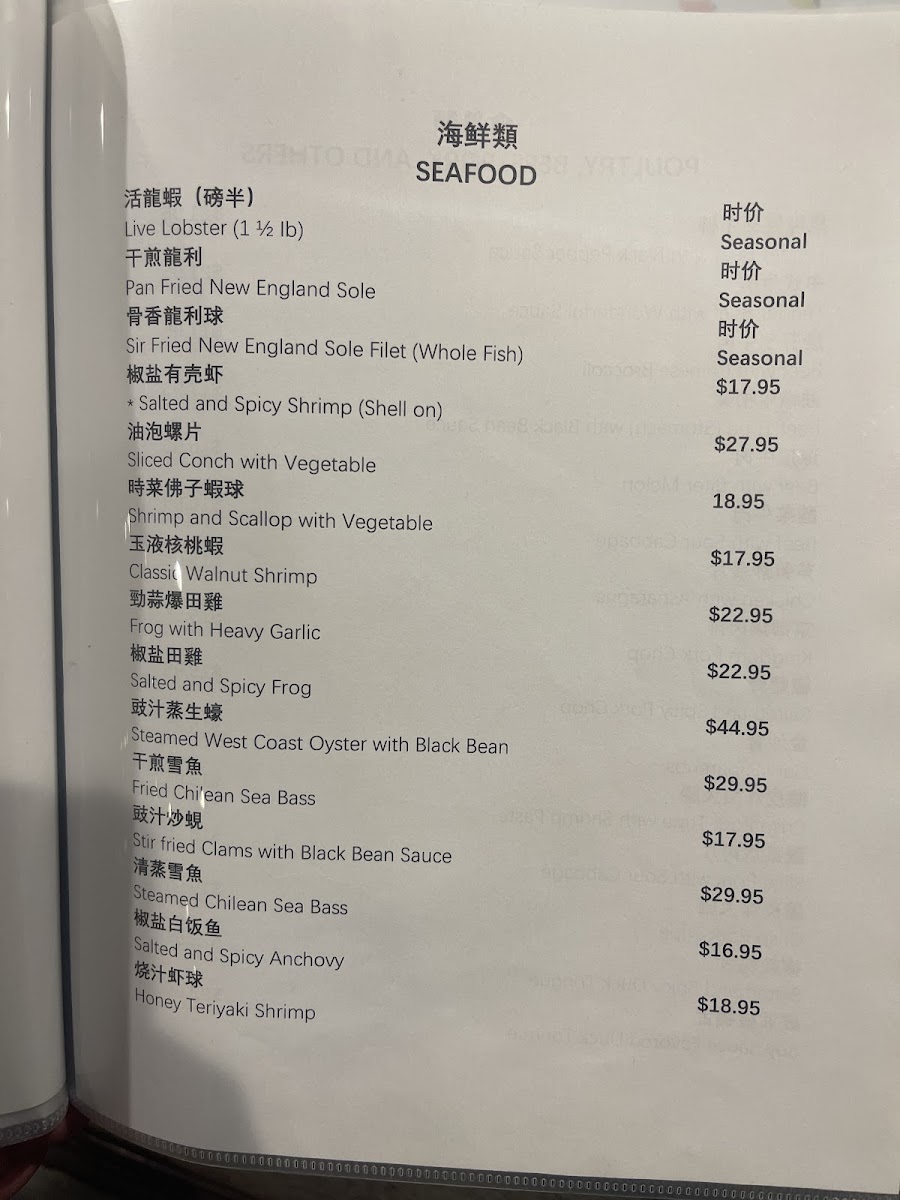 海鲜類
SEAFOOD
活龍蝦（磅半） 时价
Live Lobster (1 ½ lb) Seasonal
干煎龍利 时价
Pan Fried New England Sole Seasonal
骨香龍利球 时价
Sir Fried New England Sole Filet (Whole Fish) Seasonal
椒盐有壳虾 $17.95
* Salted and Spicy Shrimp (Shell on)
油泡螺片 $27.95
Sliced Conch with Vegetable
時菜佛子蝦球 18.95
Shrimp and Scallop with Vegetable
玉液核桃蝦 $17.95
Classic Walnut Shrimp
勁蒜爆田雞 $22.95
Frog with Heavy Garlic
椒盐田雞 $22.95
Salted and Spicy Frog
豉汁蒸生蠔 $44.95
Steamed West Coast Oyster with Black Bean
干煎雪魚 $29.95
Fried Chilean Sea Bass
豉汁炒蜆 $17.95
Stir fried Clams with Black Bean Sauce
清蒸雪魚 $29.95
Steamed Chilean Sea Bass
椒盐白饭鱼 $16.95
Salted and Spicy Anchovy
烧汁虾球 $18.95
Honey Teriyaki Shrimp